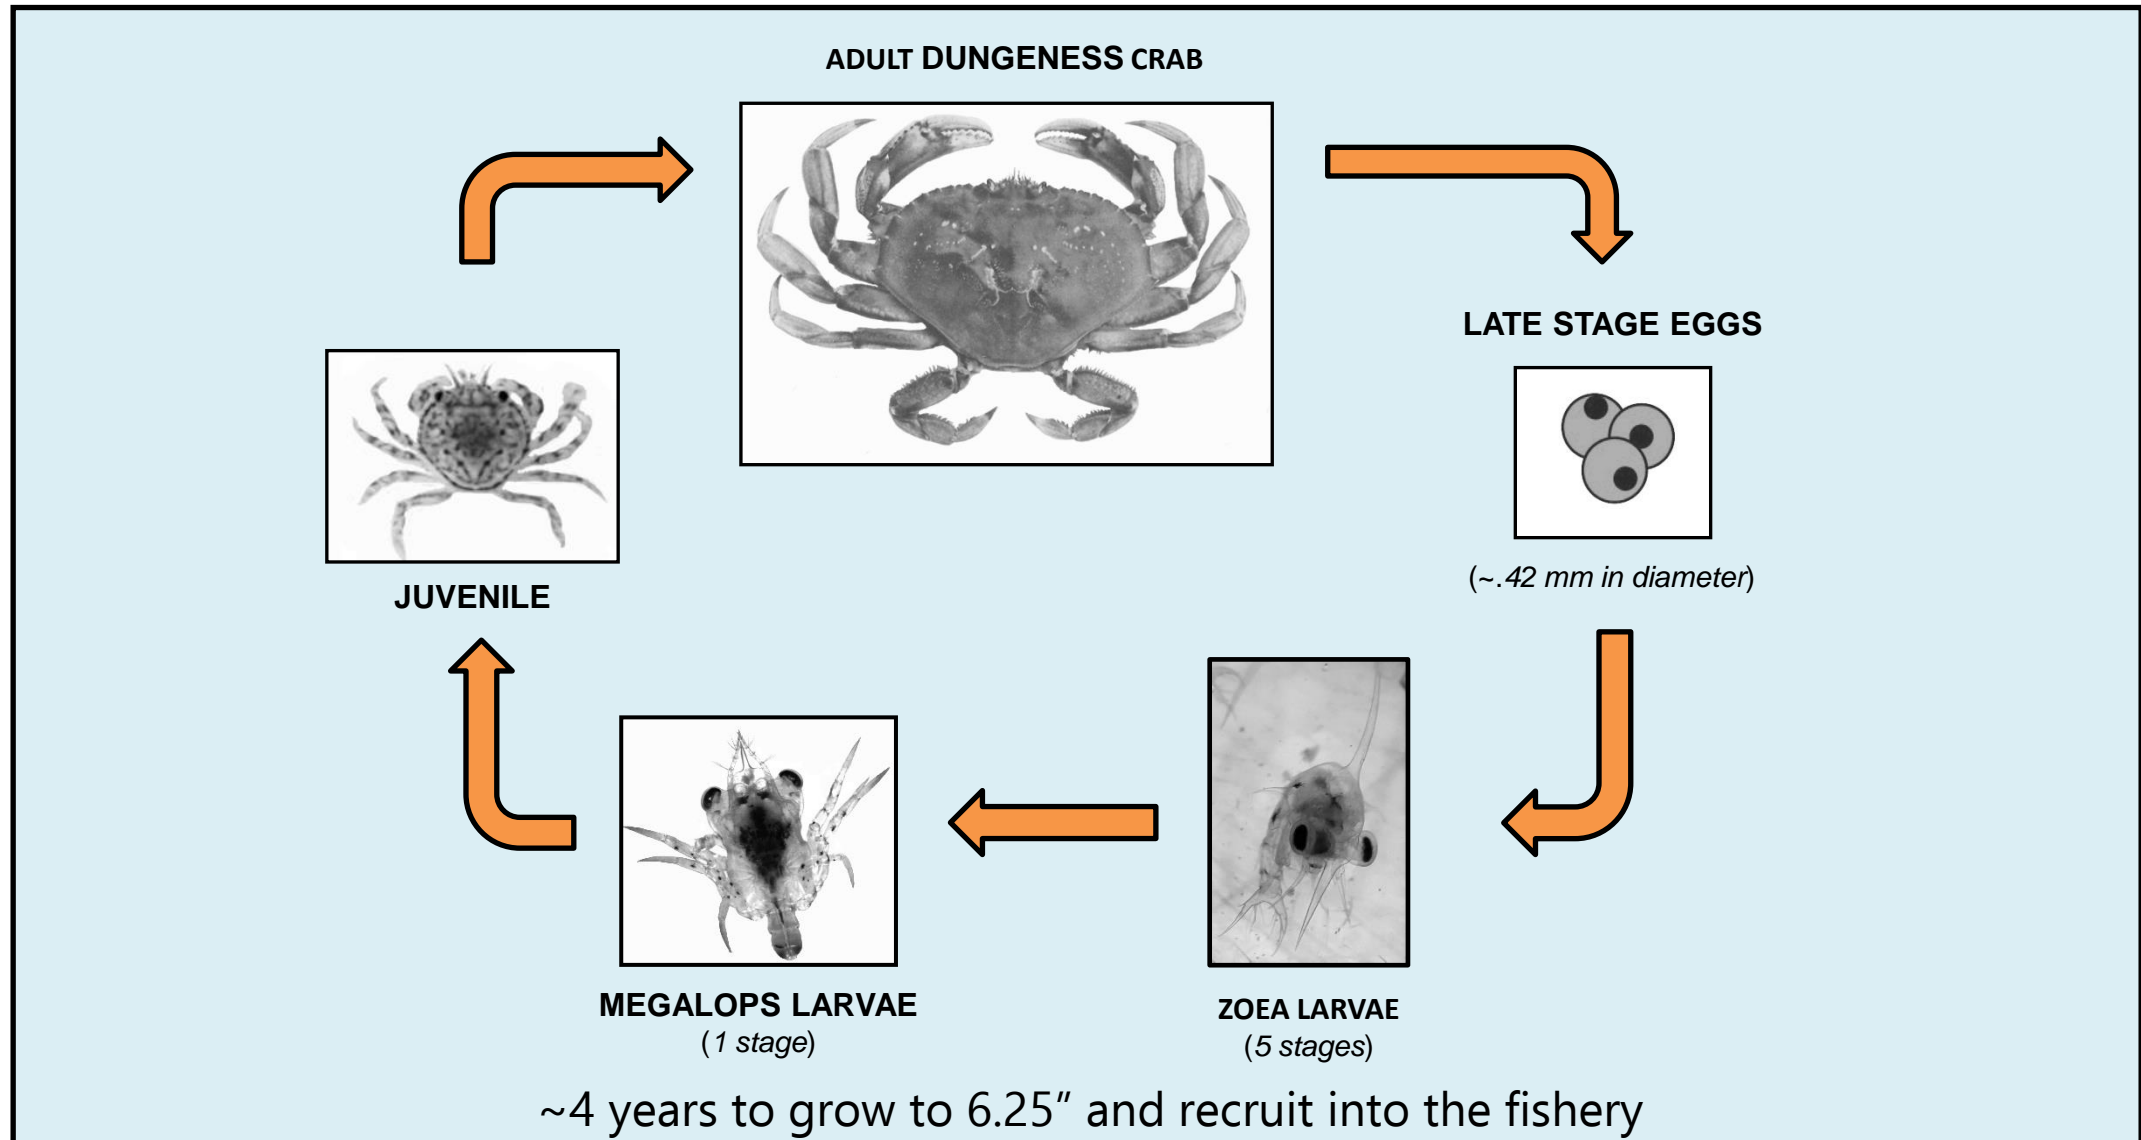 ADULT DUNGENESS CRAB
LATE STAGE EGGS
(~.42 mm in diameter)
ZOEA LARVAE
(5 stages)
MEGALOPS LARVAE
(1 stage)
JUVENILE
~4 years to grow to 6.25” and recruit into the fishery